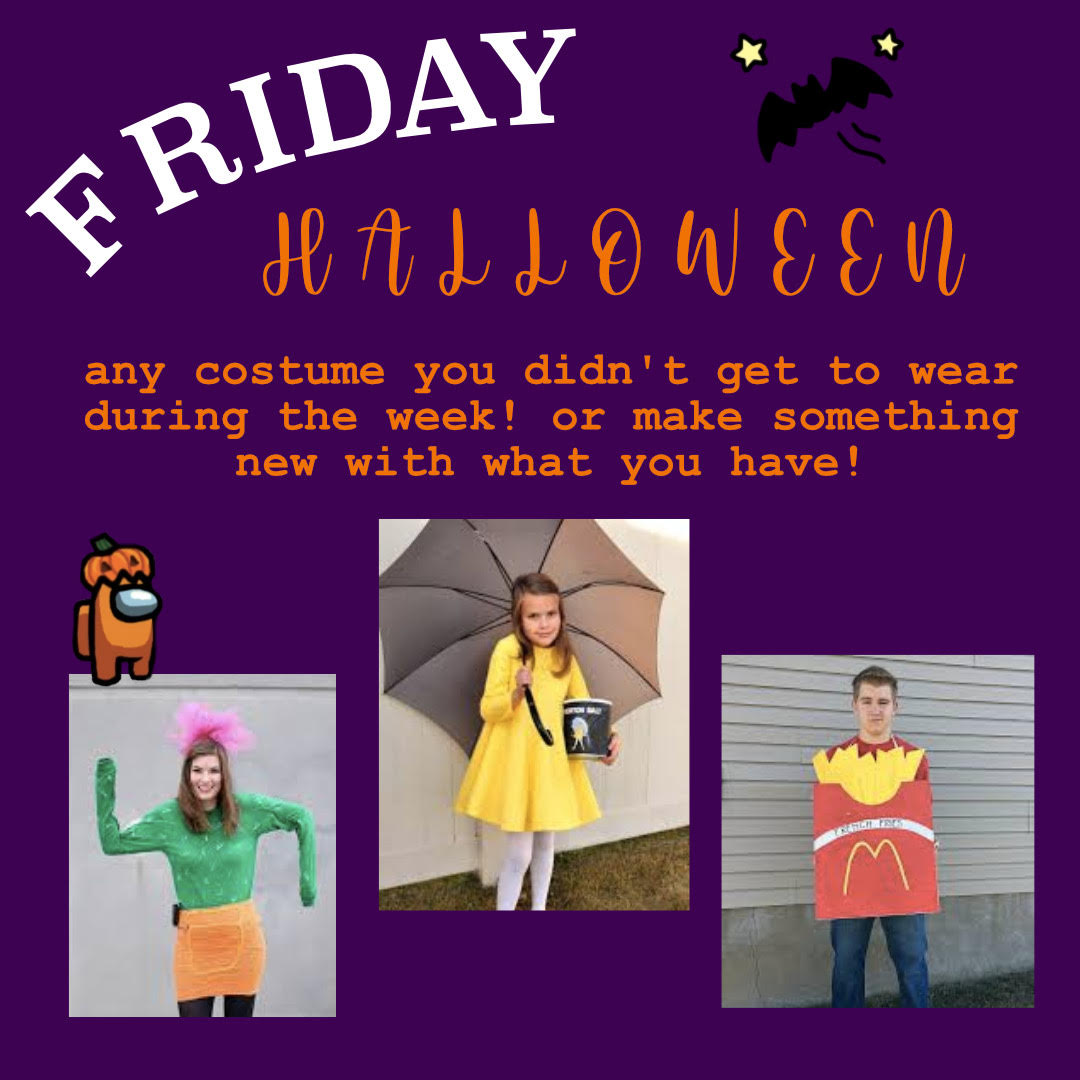 FRIDAY
HALLOWEEN
any costume you didn't get to wear
during the week! or make something
new with what you have!
MORTON SALT
FRENCH FRIES